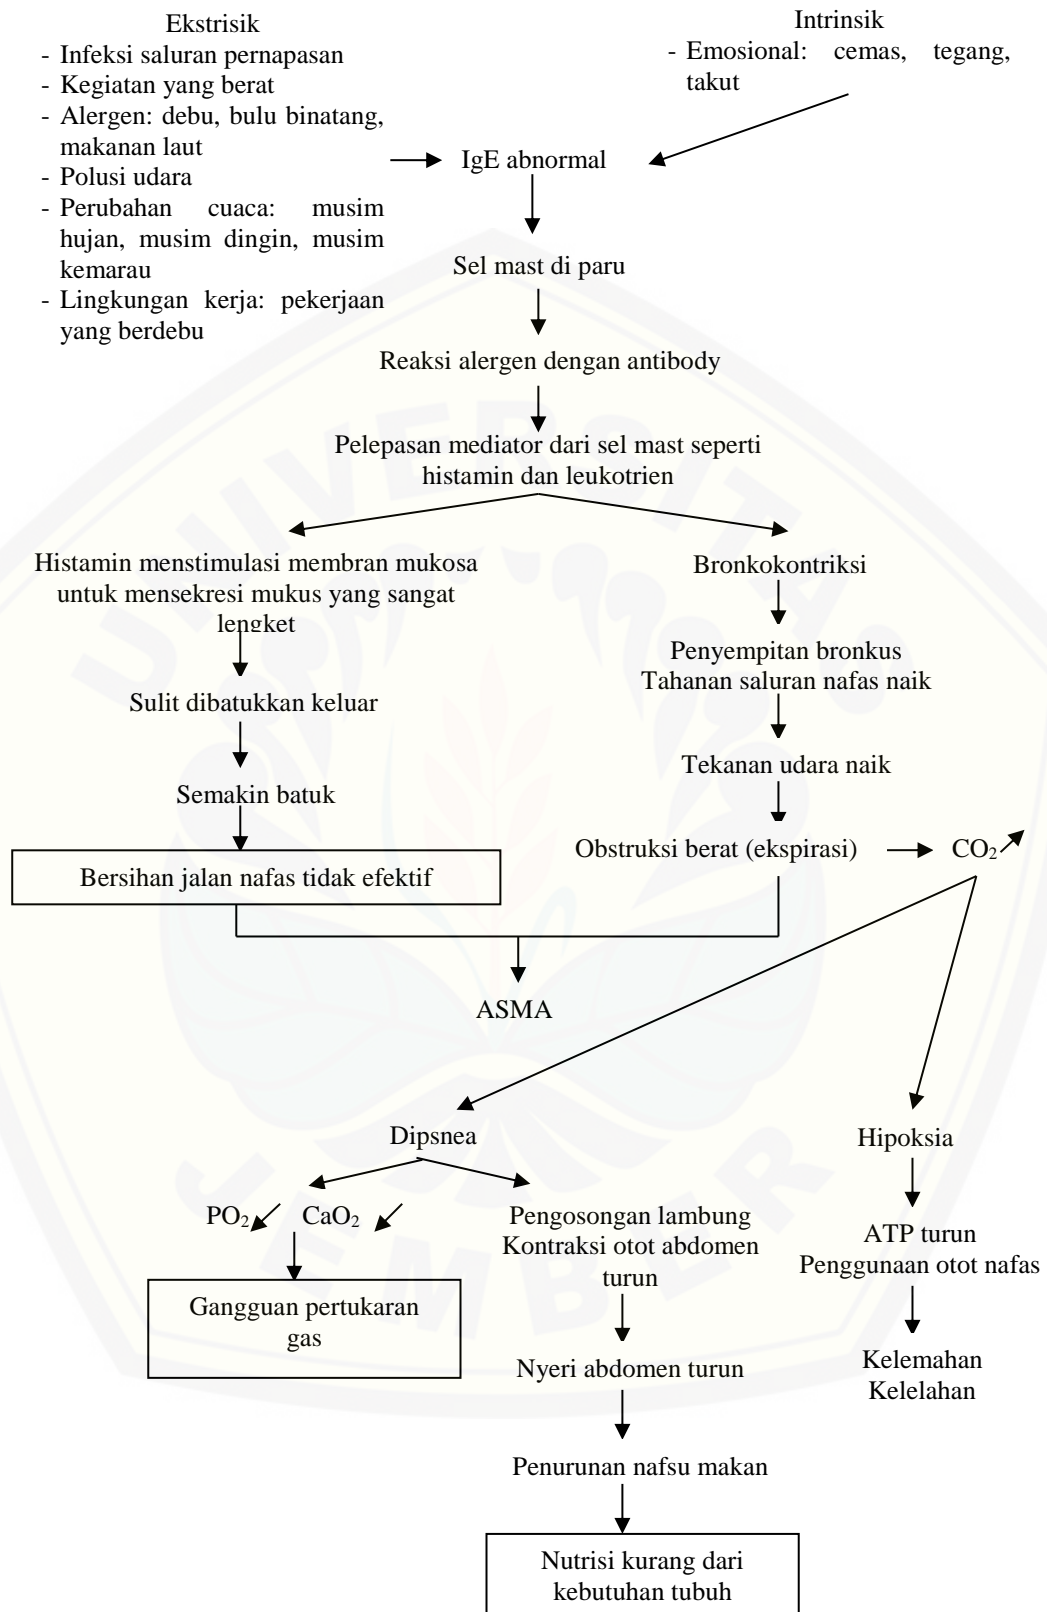 Ekstrisik
- Infeksi saluran pernapasan
- Kegiatan yang berat
- Alergen: debu, bulu binatang,
makanan laut
- Polusi udara
- Perubahan cuaca: musim
hujan, musim dingin, musim
kemarau
- Lingkungan kerja: pekerjaan
yang berdebu
Intrinsik
- Emosional: cemas, tegang,
takut
IgE abnormal
Sel mast di paru
Reaksi alergen dengan antibody
Pelepasan mediator dari sel mast seperti
histamin dan leukotrien
Histamin menstimulasi membran mukosa
untuk mensekresi mukus yang sangat
lengket
Sulit dibatukkan keluar
Semakin batuk
Bersihan jalan nafas tidak efektif
Bronkokontriksi
Penyempitan bronkus
Tahanan saluran nafas naik
Tekanan udara naik
Obstruksi berat (ekspirasi)
CO₂
ASMA
Dipsnea
Hipoksia
PO₂
CaO₂
Gangguan pertukaran
gas
Pengosongan lambung
Kontraksi otot abdomen
turun
Nyeri abdomen turun
Penurunan nafsu makan
Nutrisi kurang dari
kebutuhan tubuh
ATP turun
Penggunaan otot nafas
Kelemahan
Kelelahan
UNIVERSITAS
JEMBER